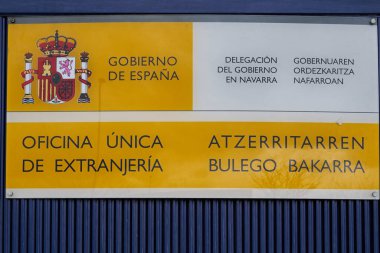 GOBIERNO
DE ESPAÑA
DELEGACIÓN
DEL GOBIERNO
EN NAVARRA
GOBERNUAREN
ORDEZKARITZA
NAFARROAN
OFICINA ÚNICA
DE EXTRANJERÍA
ATZERRITARREN
BULEGO BAKARRA